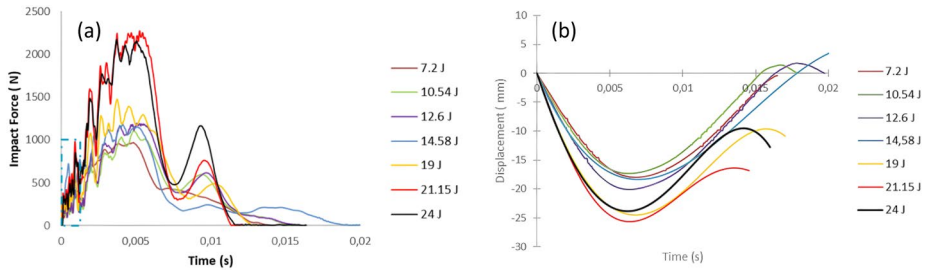 (a)
Impact Force ( N)
2500
2000
1500
1000
500
0
0
0,005
0,01
0,015
0,02
Time (s)
7.2 J
10.54 J
12.6 J
14,58 J
19 J
21.15 J
24 J
(b)
Displacement ( mm)
10
5
0
-5
-10
-15
-20
-25
-30
0
0,005
0,01
0,015
0,02
Time (s)
7.2 J
10.54 J
12.6 J
14,58 J
19 J
21.15 J
24 J